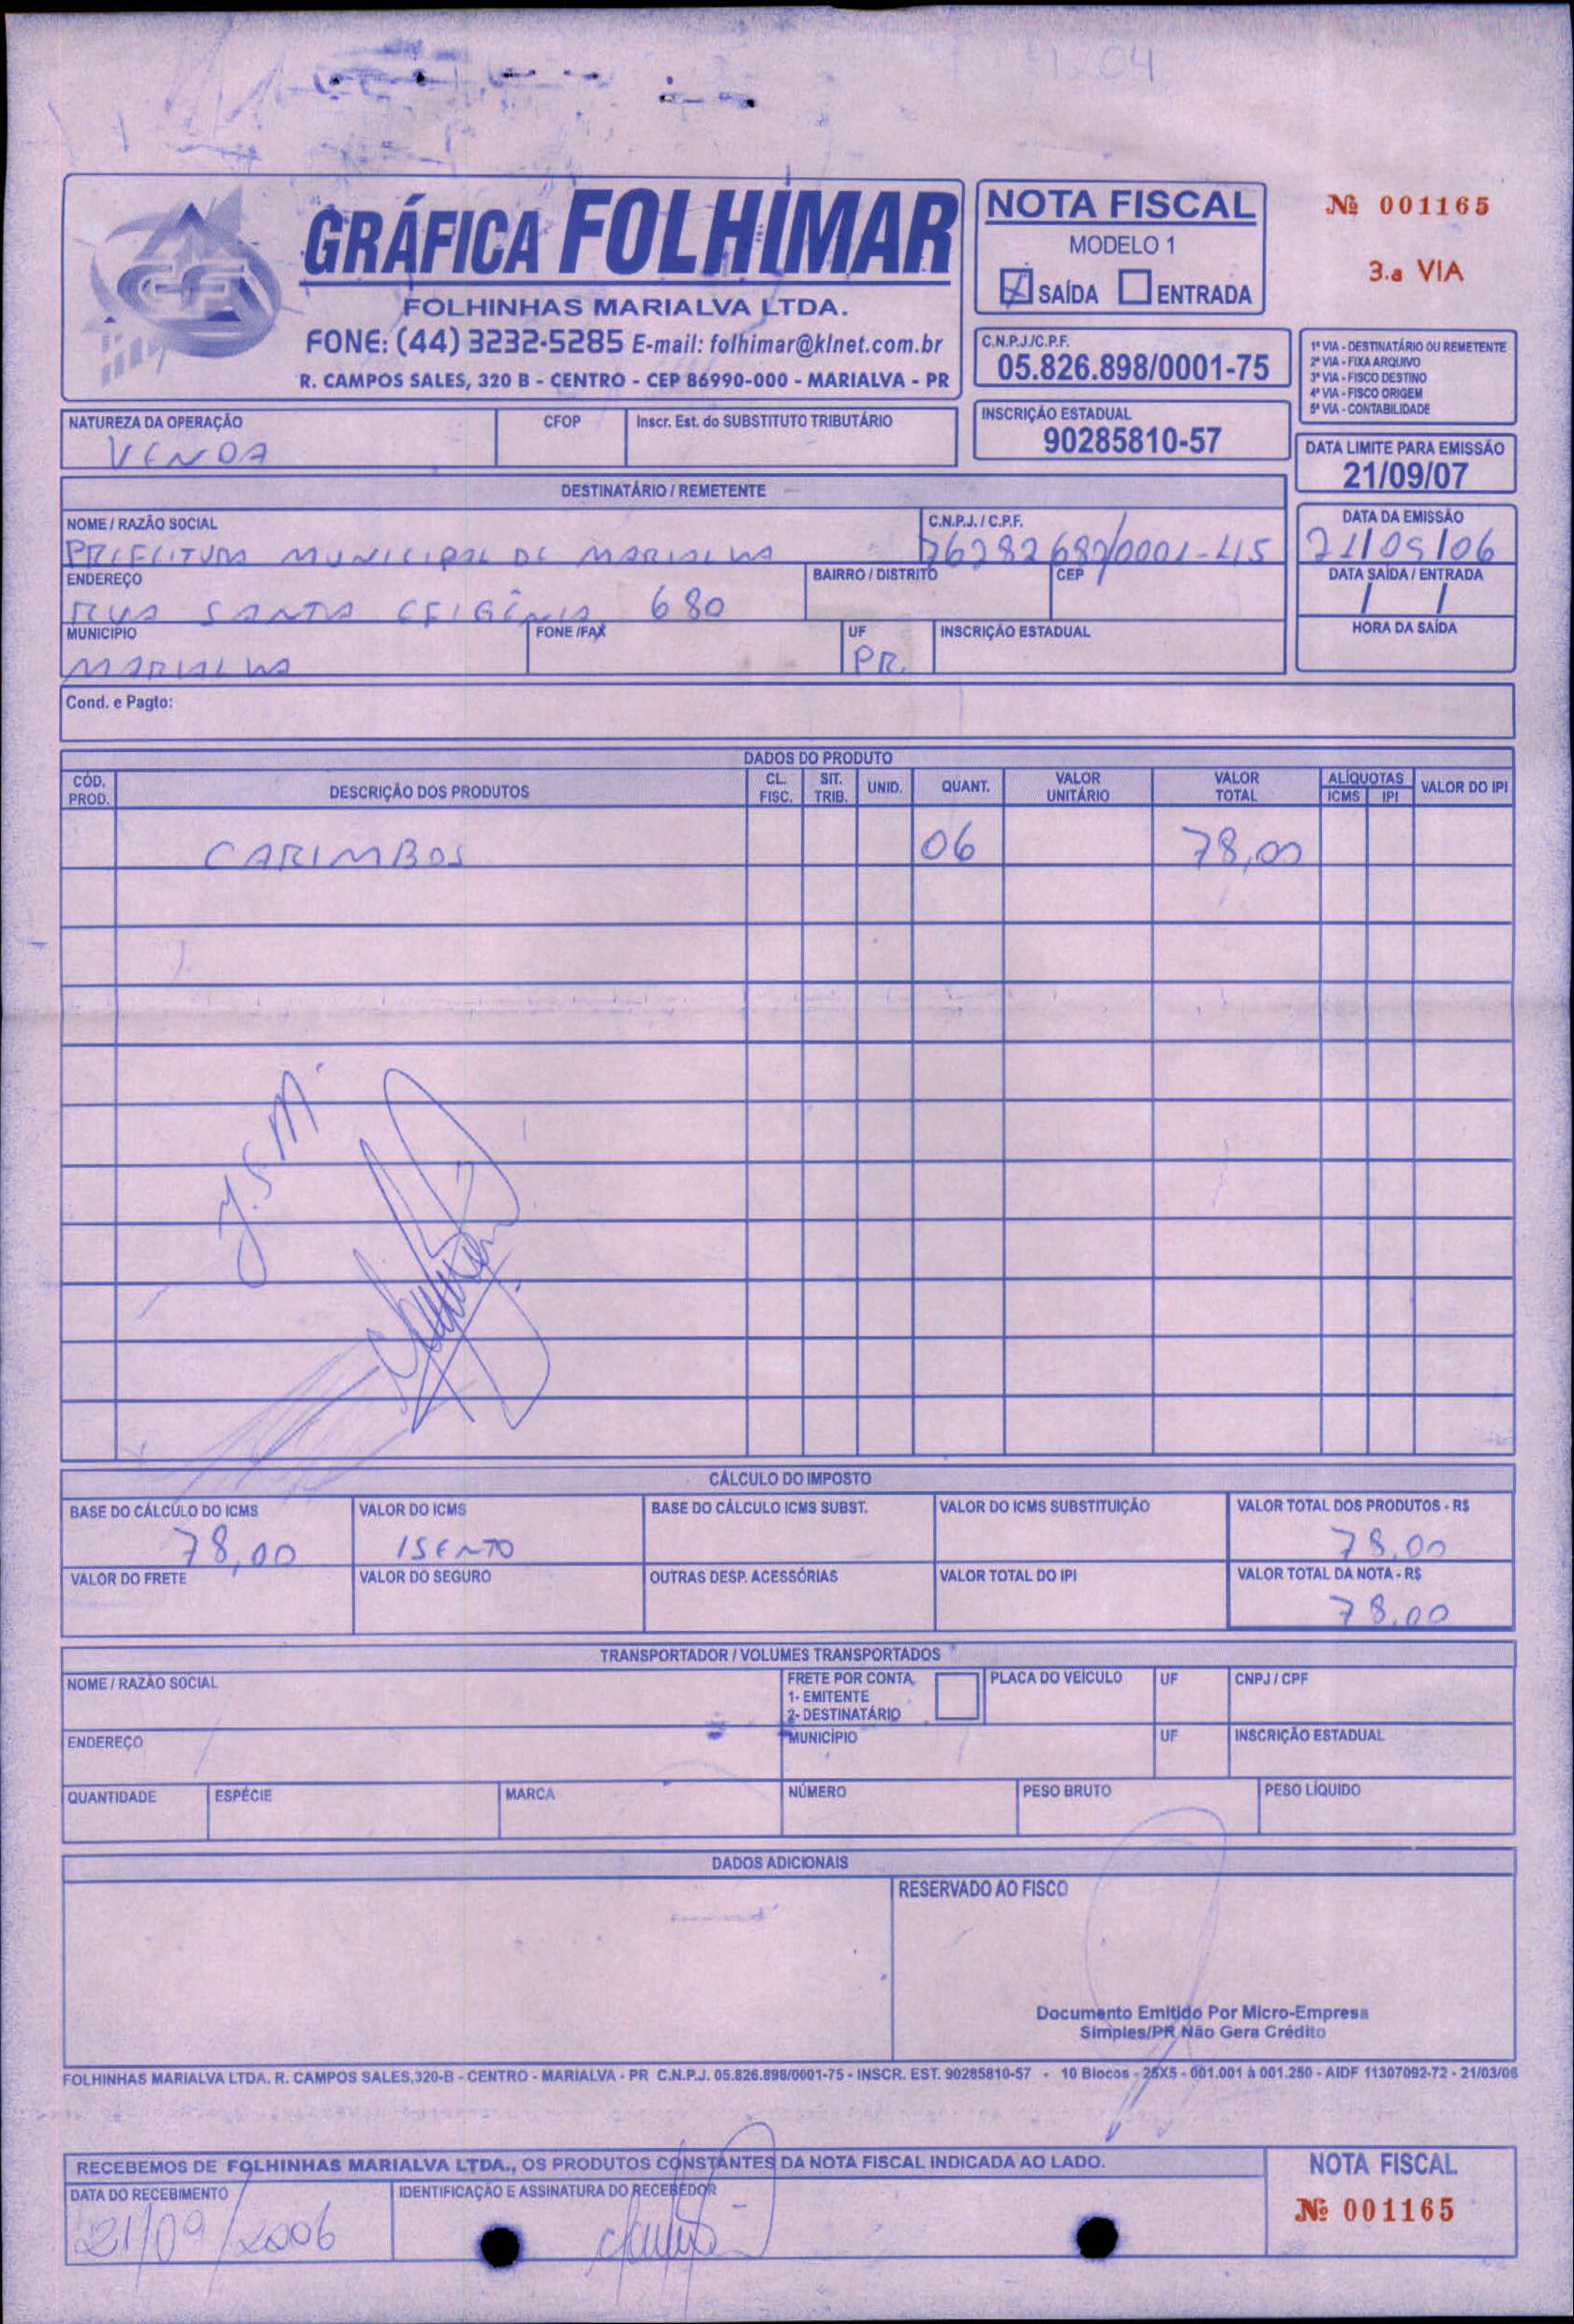 GRÁFICA FOLHIMAR
FOLHINHAS MARIALVA LTDA.
FONE: (44) 3232-5285 E-mail: folhimar@klnet.com.br
R. CAMPOS SALES, 320 B - CENTRO - CEP 86990-000 - MARIALVA - PR
NOTA FISCAL
MODELO 1
SAÍDA ENTRADA
Nº 001165
3.a VIA
C.N.P.J./C.P.F.
05.826.898/0001-75
1ª VIA - DESTINATÁRIO OU REMETENTE
2ª VIA - FIXA ARQUIVO
3ª VIA - FISCO DESTINO
4ª VIA - FISCO ORIGEM
5ª VIA - CONTABILIDADE
NATUREZA DA OPERAÇÃO CFOP Inscr. Est. do SUBSTITUTO TRIBUTÁRIO
VENDA
INSCRIÇÃO ESTADUAL
90285810-57
DATA LIMITE PARA EMISSÃO
21/09/07
DESTINATÁRIO / REMETENTE
NOME / RAZÃO SOCIAL C.N.P.J. / C.P.F.
PREFEITURA MUNICIPAL DE MARIALVA 76282680/0001-45
DATA DA EMISSÃO
21/09/06
ENDEREÇO BAIRRO / DISTRITO CEP
RUA SANTA EFIGÊNIA 680
DATA SAÍDA / ENTRADA
/ /
MUNICÍPIO FONE /FAX UF INSCRIÇÃO ESTADUAL
MARIALVA PR.
HORA DA SAÍDA
Cond. e Pagto:
DADOS DO PRODUTO
CÓD. PROD. DESCRIÇÃO DOS PRODUTOS CL. FISC. SIT. TRIB. UNID. QUANT. VALOR UNITÁRIO VALOR TOTAL ALÍQUOTAS ICMS IPI VALOR DO IPI
CARIMBOS 06 78,00
J.S.M.
CÁLCULO DO IMPOSTO
BASE DO CÁLCULO DO ICMS VALOR DO ICMS BASE DO CÁLCULO ICMS SUBST. VALOR DO ICMS SUBSTITUIÇÃO VALOR TOTAL DOS PRODUTOS - R$
78,00 ISENTO 78,00
VALOR DO FRETE VALOR DO SEGURO OUTRAS DESP. ACESSÓRIAS VALOR TOTAL DO IPI VALOR TOTAL DA NOTA - R$
78,00
TRANSPORTADOR / VOLUMES TRANSPORTADOS
NOME / RAZÃO SOCIAL FRETE POR CONTA PLACA DO VEÍCULO UF CNPJ / CPF
1- EMITENTE
2- DESTINATÁRIO
ENDEREÇO MUNICÍPIO UF INSCRIÇÃO ESTADUAL
QUANTIDADE ESPÉCIE MARCA NÚMERO PESO BRUTO PESO LÍQUIDO
DADOS ADICIONAIS
RESERVADO AO FISCO
Documento Emitido Por Micro-Empresa
Simples/PR Não Gera Crédito
FOLHINHAS MARIALVA LTDA. R. CAMPOS SALES,320-B - CENTRO - MARIALVA - PR C.N.P.J. 05.826.898/0001-75 - INSCR. EST. 90285810-57 - 10 Blocos - 25X5 - 001.001 à 001.250 - AIDF 11307092-72 - 21/03/06
RECEBEMOS DE FOLHINHAS MARIALVA LTDA., OS PRODUTOS CONSTANTES DA NOTA FISCAL INDICADA AO LADO.
DATA DO RECEBIMENTO IDENTIFICAÇÃO E ASSINATURA DO RECEBEDOR
21/09/2006
NOTA FISCAL
Nº 001165